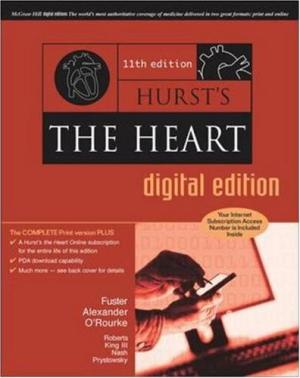 McGraw-Hill digital edition: The world's most authoritative coverage of medicine delivered in two great formats: print and online
11th edition
HURST'S
THE HEART
digital edition
Your Internet
Subscription Access
Number is Included
Inside
The COMPLETE Print version PLUS
✓ A Hurst's the Heart Online subscription
for the entire life of this edition
✓ PDA download capability
✓ Much more — see back cover for details
Fuster
Alexander
O'Rourke
Roberts
King III
Nash
Prystowsky